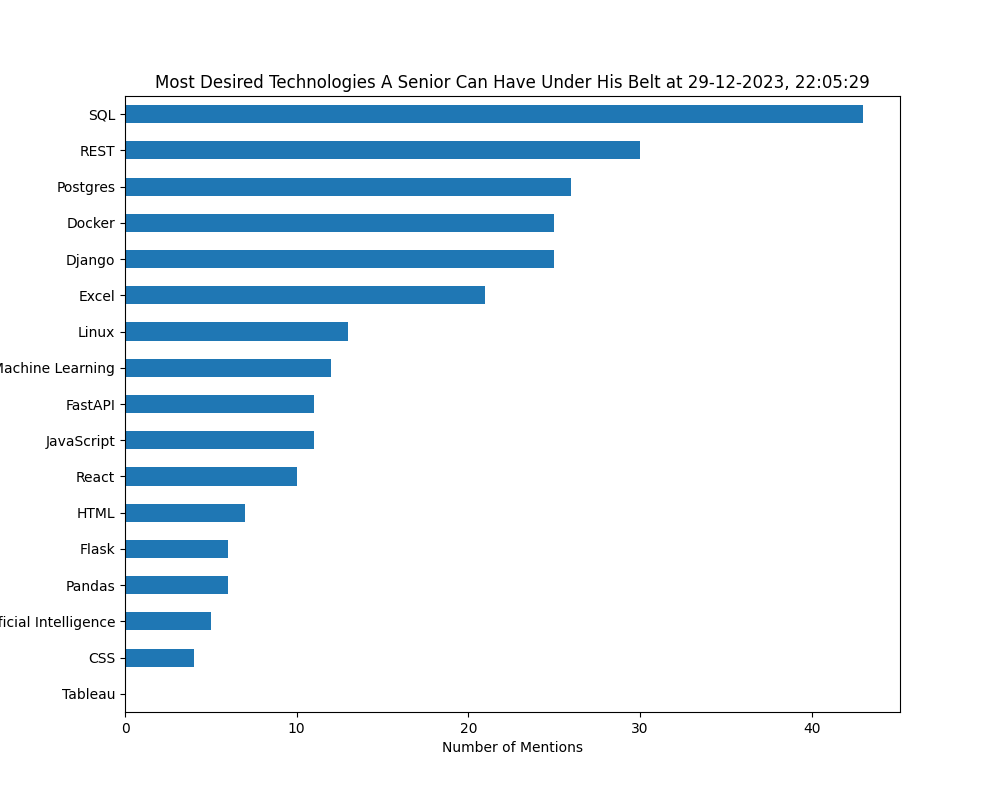 Most Desired Technologies A Senior Can Have Under His Belt at 29-12-2023, 22:05:29
SQL
REST
Postgres
Docker
Django
Excel
Linux
Learning
FastAPI
JavaScript
React
HTML
Flask
Pandas
Intelligence
CSS
Tableau
0 10 20 30 40
Number of Mentions